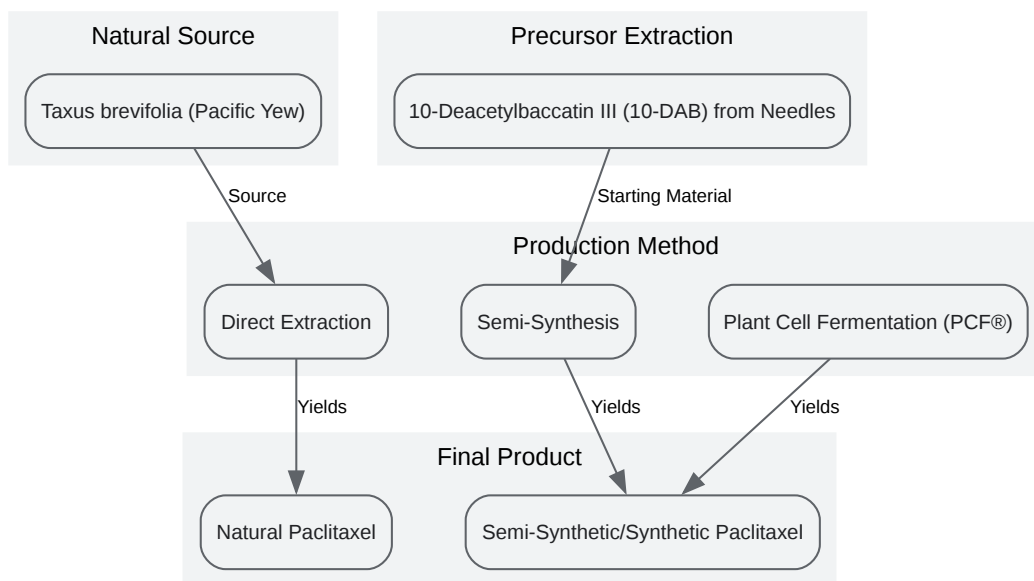 Natural Source
Precursor Extraction
Taxus brevifolia (Pacific Yew)
10-Deacetylbaccatin III (10-DAB) from Needles
Source
Starting Material
Production Method
Direct Extraction
Semi-Synthesis
Plant Cell Fermentation (PCF®)
Yields
Yields
Yields
Final Product
Natural Paclitaxel
Semi-Synthetic/Synthetic Paclitaxel